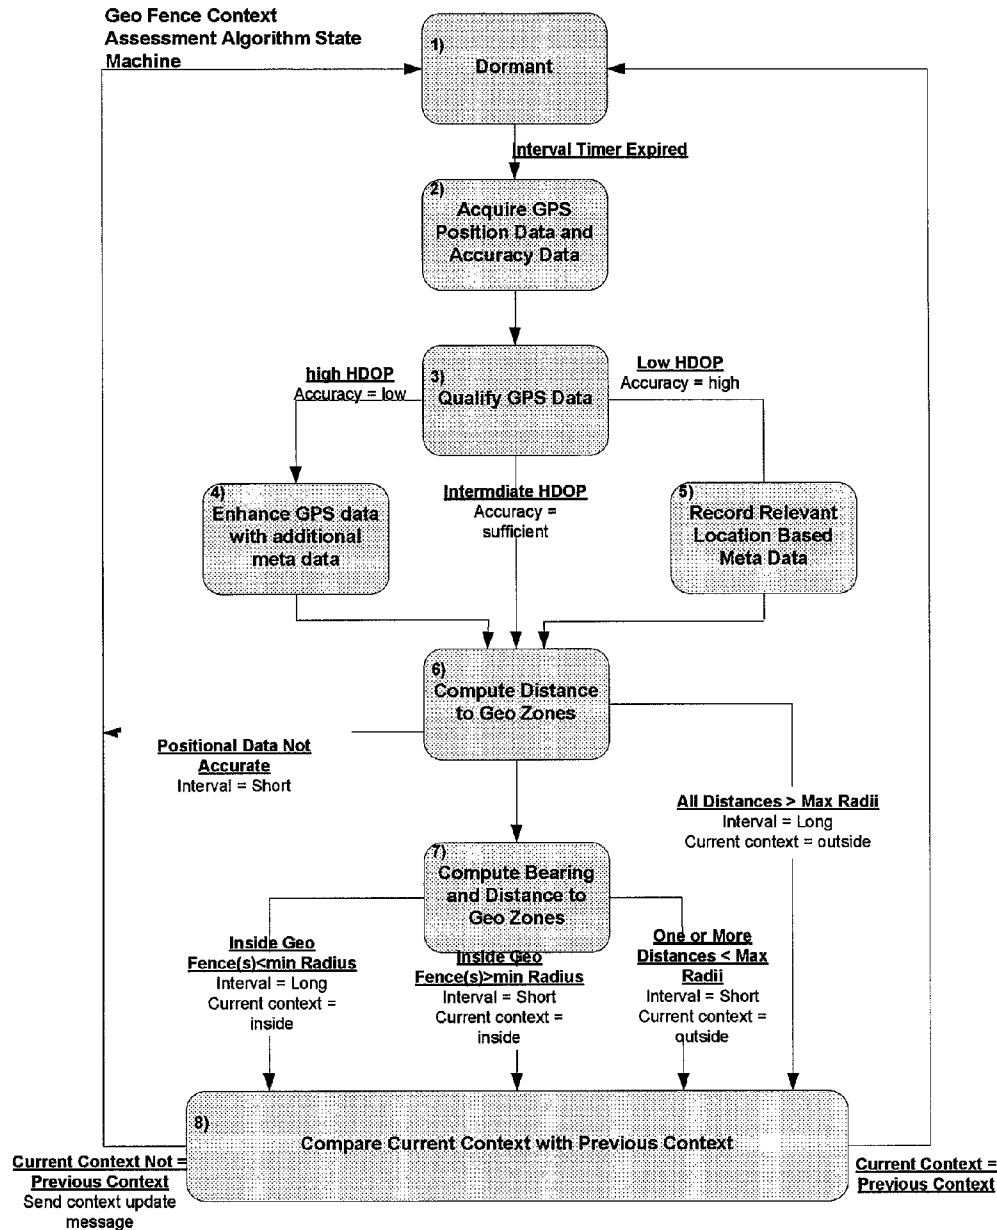 Geo Fence Context
Assessment Algorithm State
Machine
1)
Dormant
Interval Timer Expired
2)
Acquire GPS
Position Data and
Accuracy Data
high HDOP
Accuracy = low
3)
Qualify GPS Data
Low HDOP
Accuracy = high
4)
Enhance GPS data
with additional
meta data
Intermdiate HDOP
Accuracy =
sufficient
5)
Record Relevant
Location Based
Meta Data
6)
Compute Distance
to Geo Zones
Positional Data Not
Accurate
Interval = Short
All Distances > Max Radii
Interval = Long
Current context = outside
7)
Compute Bearing
and Distance to
Geo Zones
Inside Geo
Fence(s)<min Radius
Interval = Long
Current context =
inside
Inside Geo
Fence(s)>min Radius
Interval = Short
Current context =
inside
One or More
Distances < Max
Radii
Interval = Short
Current context =
outside
8)
Compare Current Context with Previous Context
Current Context Not =
Previous Context
Send context update
message
Current Context =
Previous Context